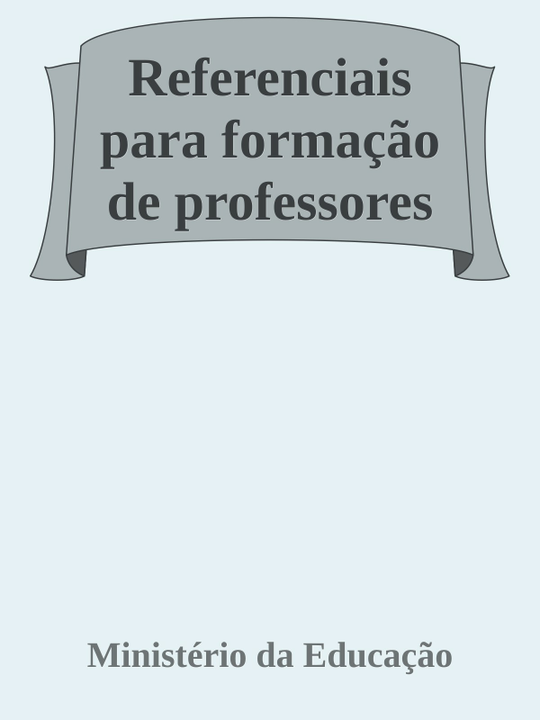 Referenciais
para formação
de professores
Ministério da Educação